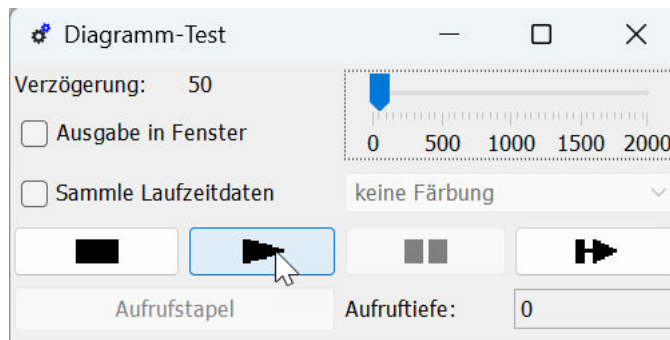 Diagramm-Test
Verzögerung: 50
0 500 1000 1500 2000
Ausgabe in Fenster
Sammle Laufzeitdaten keine Färbung
Aufrufstapel Aufruftiefe: 0